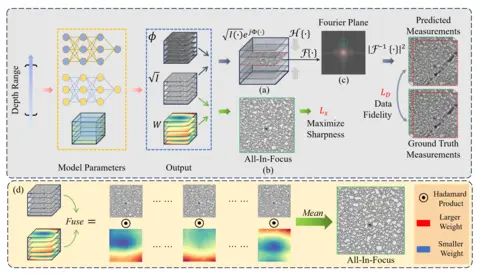 Depth Range
Model Parameters
ϕ
√I
W
Output
√I(·)e^{jΦ(·)}
ℋ{·}
ℱ{·}
(a)
Fourier Plane
(c)
|ℱ⁻¹{·}|²
Predicted
Measurements
L_D
Data
Fidelity
Ground Truth
Measurements
All-In-Focus
(b)
L_s
Maximize
Sharpness
(d)
Fuse
=
... ...
... ...
... ...
... ...
Mean
All-In-Focus
Hadamard
Product
Larger
Weight
Smaller
Weight